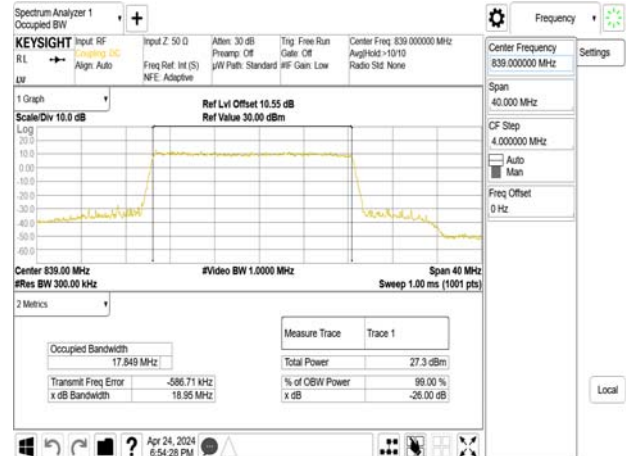 Spectrum Analyzer 1
Occupied BW
Frequency
KEYSIGHT
Input: RF
Coupling: DC
Align: Auto
Input Z: 50 Ω
Freq Ref: Int (S)
NFE: Adaptive
Atten: 30 dB
Preamp: Off
µW Path: Standard
Trig: Free Run
Gate: Off
#IF Gain: Low
Center Freq: 839.000000 MHz
Avg|Hold:>10/10
Radio Std: None
RL
Center Frequency
839.000000 MHz
Settings
Span
40.000 MHz
CF Step
4.000000 MHz
Auto
Man
Freq Offset
0 Hz
Local
1 Graph
Scale/Div 10.0 dB
Ref Lvl Offset 10.55 dB
Ref Value 30.00 dBm
Log
20.0
10.0
0.00
-10.0
-20.0
-30.0
-40.0
-50.0
-60.0
Center 839.00 MHz
#Video BW 1.0000 MHz
Span 40 MHz
#Res BW 300.00 kHz
Sweep 1.00 ms (1001 pts)
2 Metrics
Occupied Bandwidth
17.849 MHz
Transmit Freq Error -586.71 kHz
x dB Bandwidth 18.95 MHz
Measure Trace Trace 1
Total Power 27.3 dBm
% of OBW Power 99.00 %
x dB -26.00 dB
Apr 24, 2024
6:54:28 PM